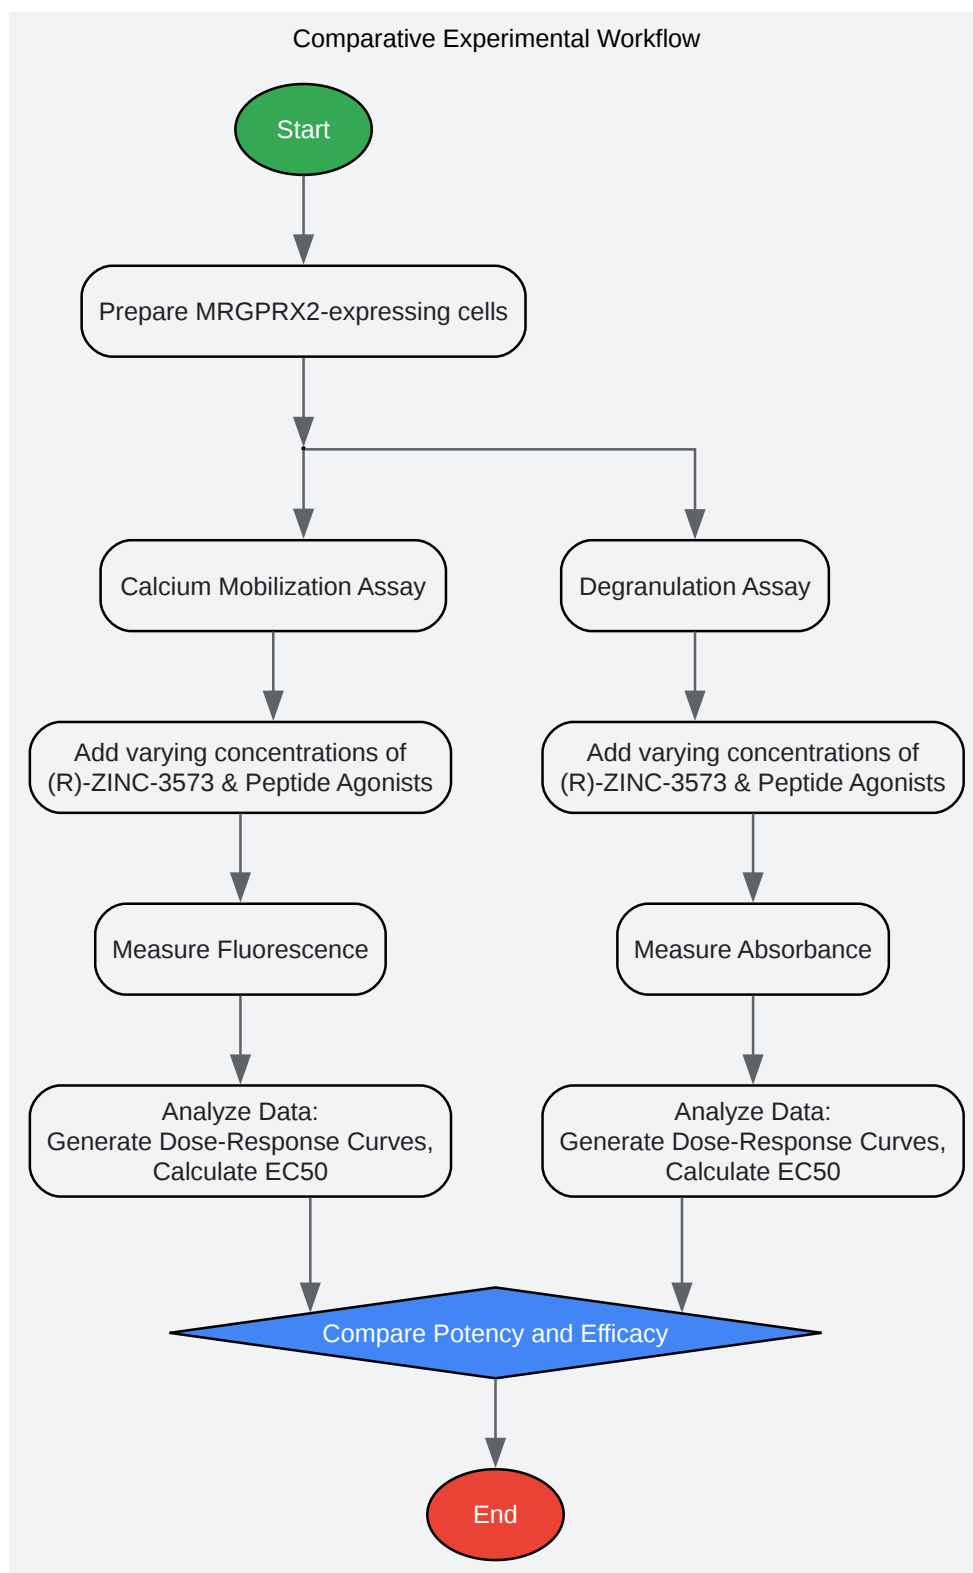 Comparative Experimental Workflow
Start
Prepare MRGPRX2-expressing cells
Calcium Mobilization Assay
Degranulation Assay
Add varying concentrations of
(R)-ZINC-3573 & Peptide Agonists
Add varying concentrations of
(R)-ZINC-3573 & Peptide Agonists
Measure Fluorescence
Measure Absorbance
Analyze Data:
Generate Dose-Response Curves,
Calculate EC50
Analyze Data:
Generate Dose-Response Curves,
Calculate EC50
Compare Potency and Efficacy
End